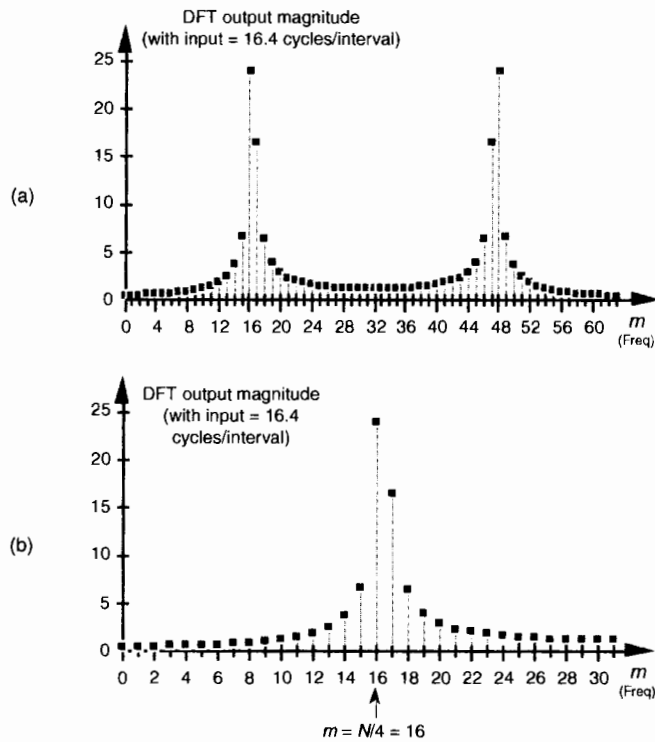 DFT output magnitude
(with input = 16.4 cycles/interval)
25
20
15
10
5
0
(a)
0 4 8 12 16 20 24 28 32 36 40 44 48 52 56 60
m
(Freq)
DFT output magnitude
(with input = 16.4
cycles/interval)
25
20
15
10
5
0
(b)
0 2 4 6 8 10 12 14 16 18 20 22 24 26 28 30
m
(Freq)
m = N/4 = 16